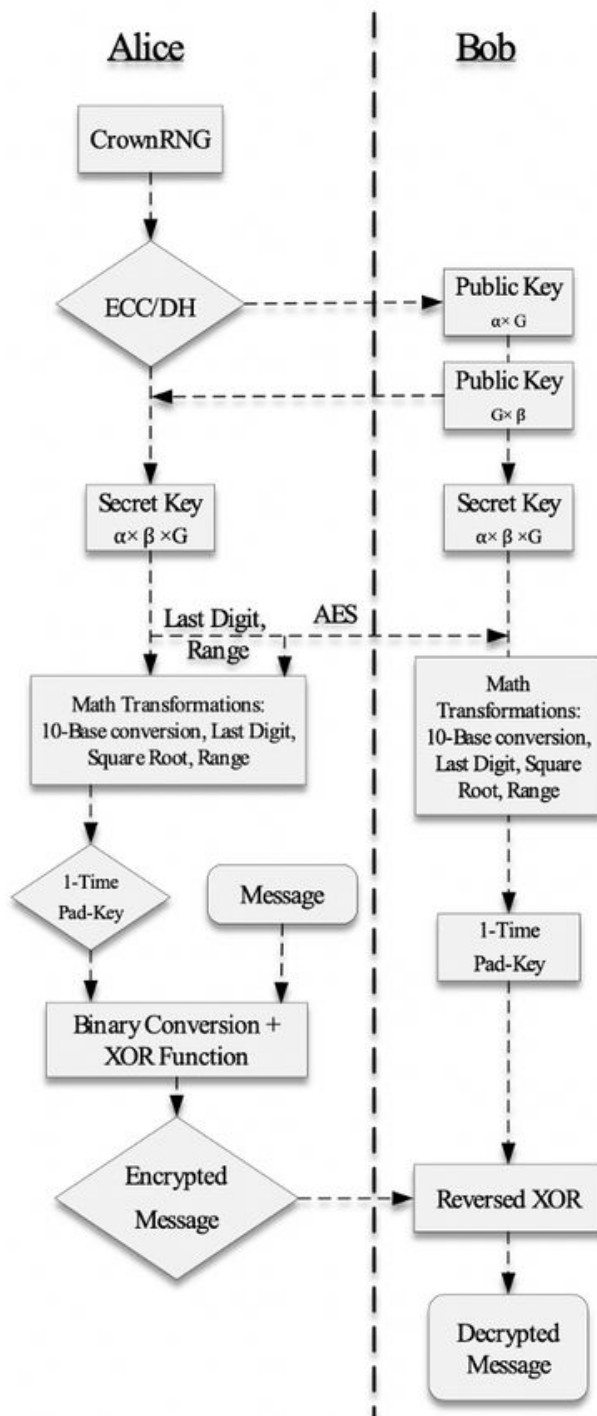 Alice
Bob
CrownRNG
ECC/DH
Public Key
α× G
Public Key
G× β
Secret Key
α× β ×G
Secret Key
α× β ×G
Last Digit,
Range
AES
Math Transformations:
10-Base conversion, Last Digit,
Square Root, Range
Math
Transformations:
10-Base conversion,
Last Digit, Square
Root, Range
1-Time
Pad-Key
Message
1-Time
Pad-Key
Binary Conversion +
XOR Function
Encrypted
Message
Reversed XOR
Decrypted
Message